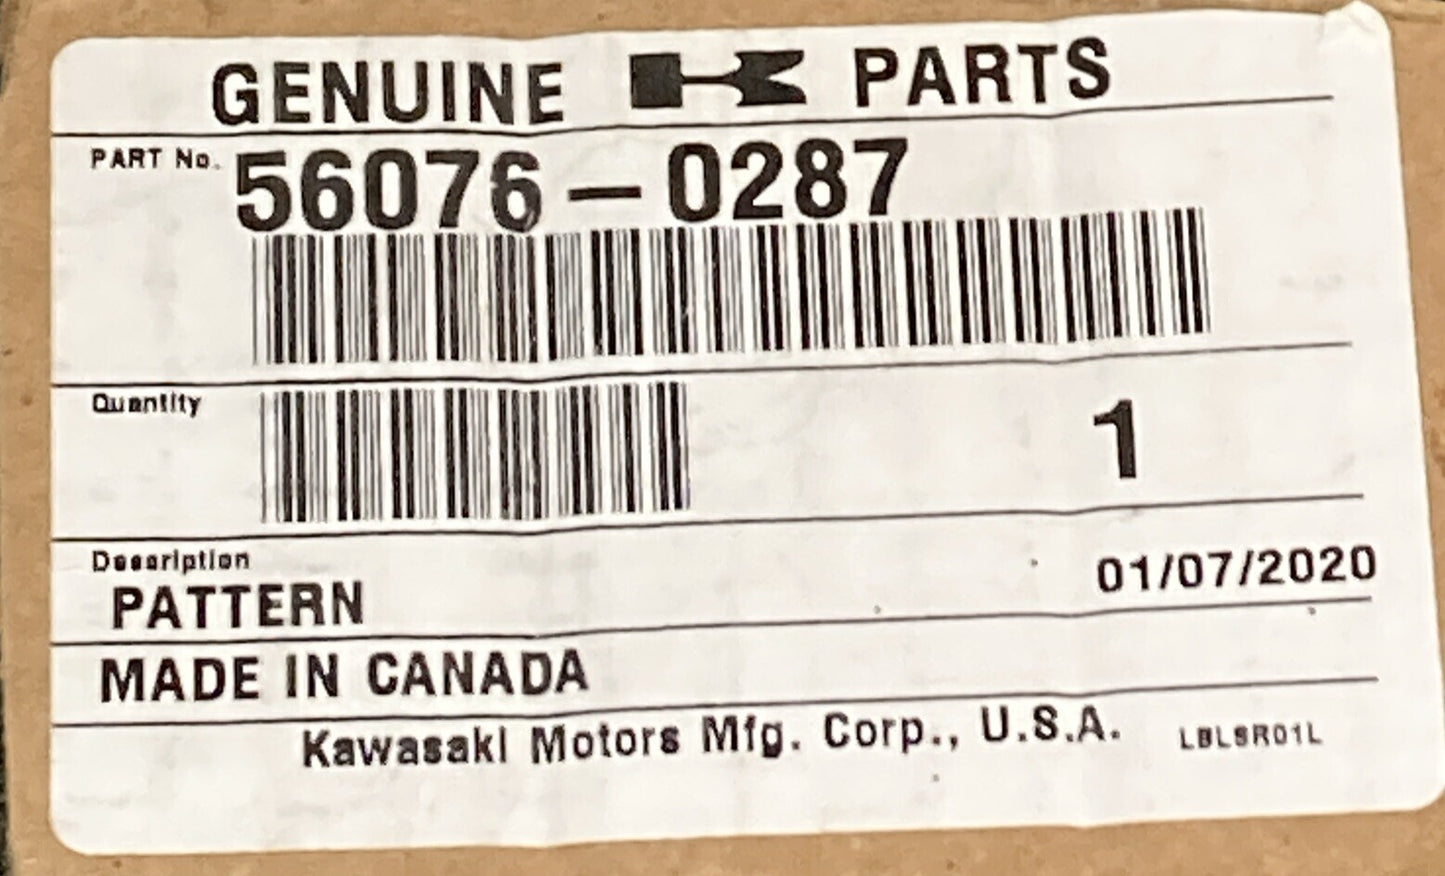 GENUINE K PARTS
PART No. 56076-0287
Quantity 1
Description
PATTERN 01/07/2020
MADE IN CANADA
Kawasaki Motors Mfg. Corp., U.S.A. LBLSR01L